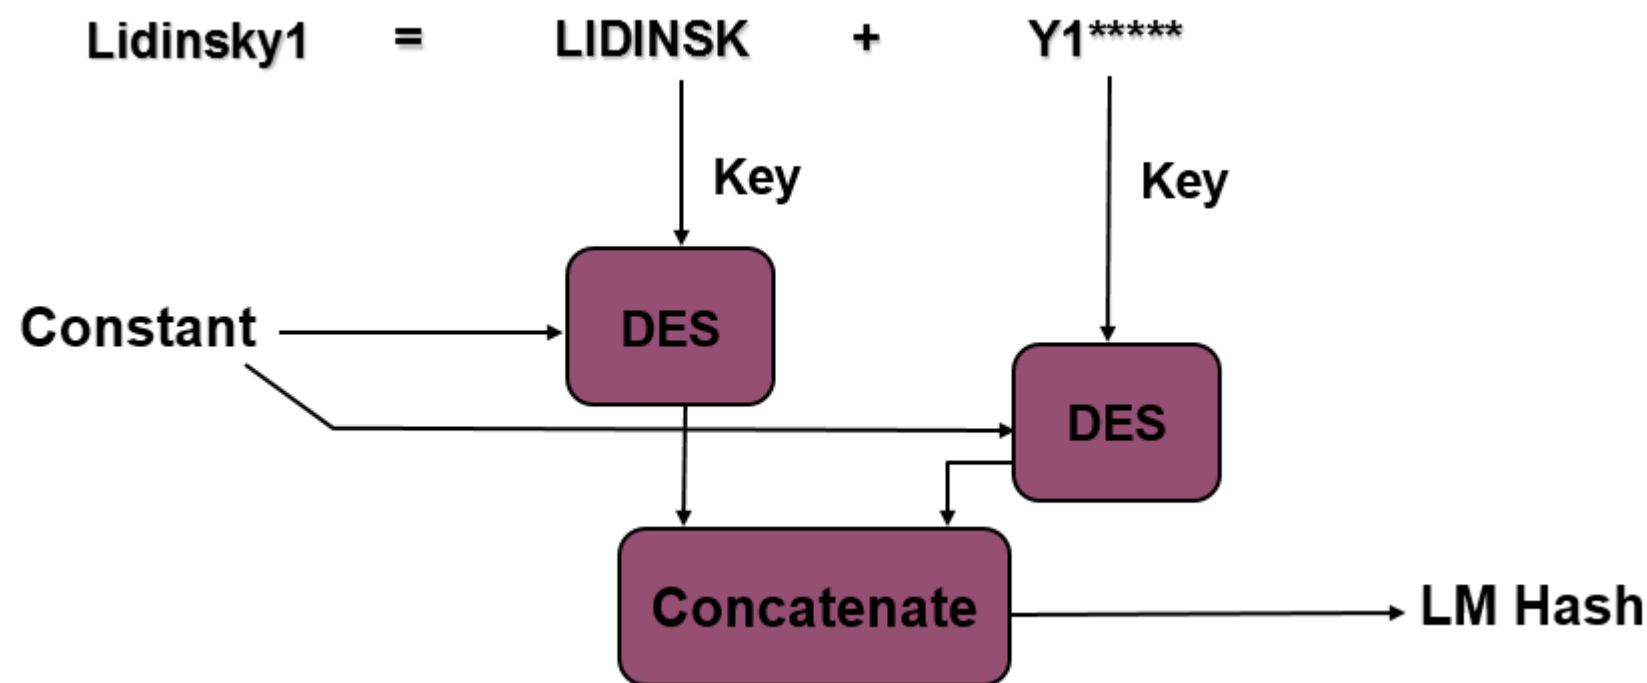 Lidinsky1 = LIDINSK + Y1*****
Key
Key
Constant
DES
DES
Concatenate
LM Hash